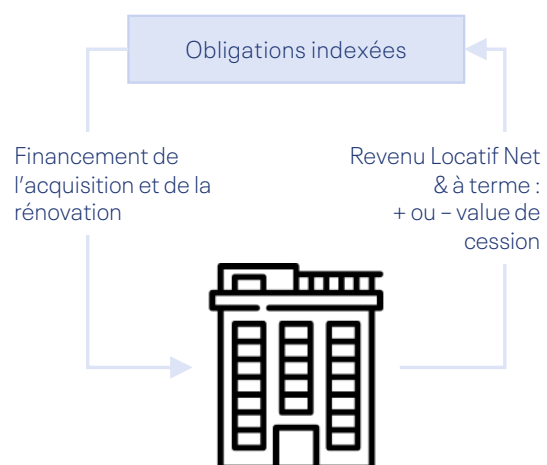 Obligations indexées
Financement de
l'acquisition et de la
rénovation
Revenu Locatif Net
& à terme :
+ ou – value de
cession